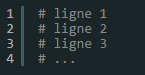 1 # ligne 1
2 # ligne 2
3 # ligne 3
4 # ...